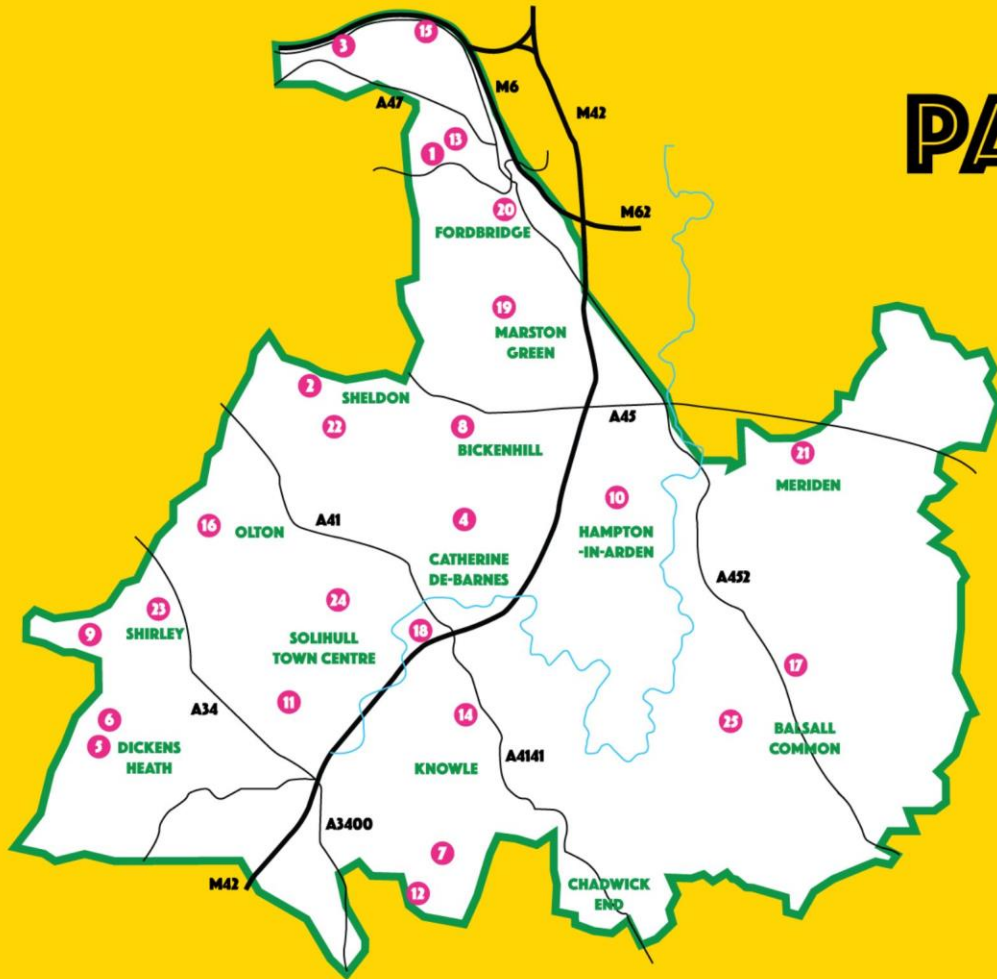 15
3
M6
A47
M42
PA
13
1
20
M62
FORDBRIDGE
19
MARSTON
GREEN
2
SHELDON
A45
22
8
BICKENHILL
21
MERIDEN
10
HAMPTON
-IN-ARDEN
16
OLTON
A41
4
CATHERINE
DE-BARNES
A452
24
23
SHIRLEY
9
SOLIHULL
TOWN CENTRE
18
17
11
A34
6
5
DICKENS
HEATH
14
25
BALSALL
COMMON
KNOWLE
A4141
A3400
7
M42
12
CHADWICK
END